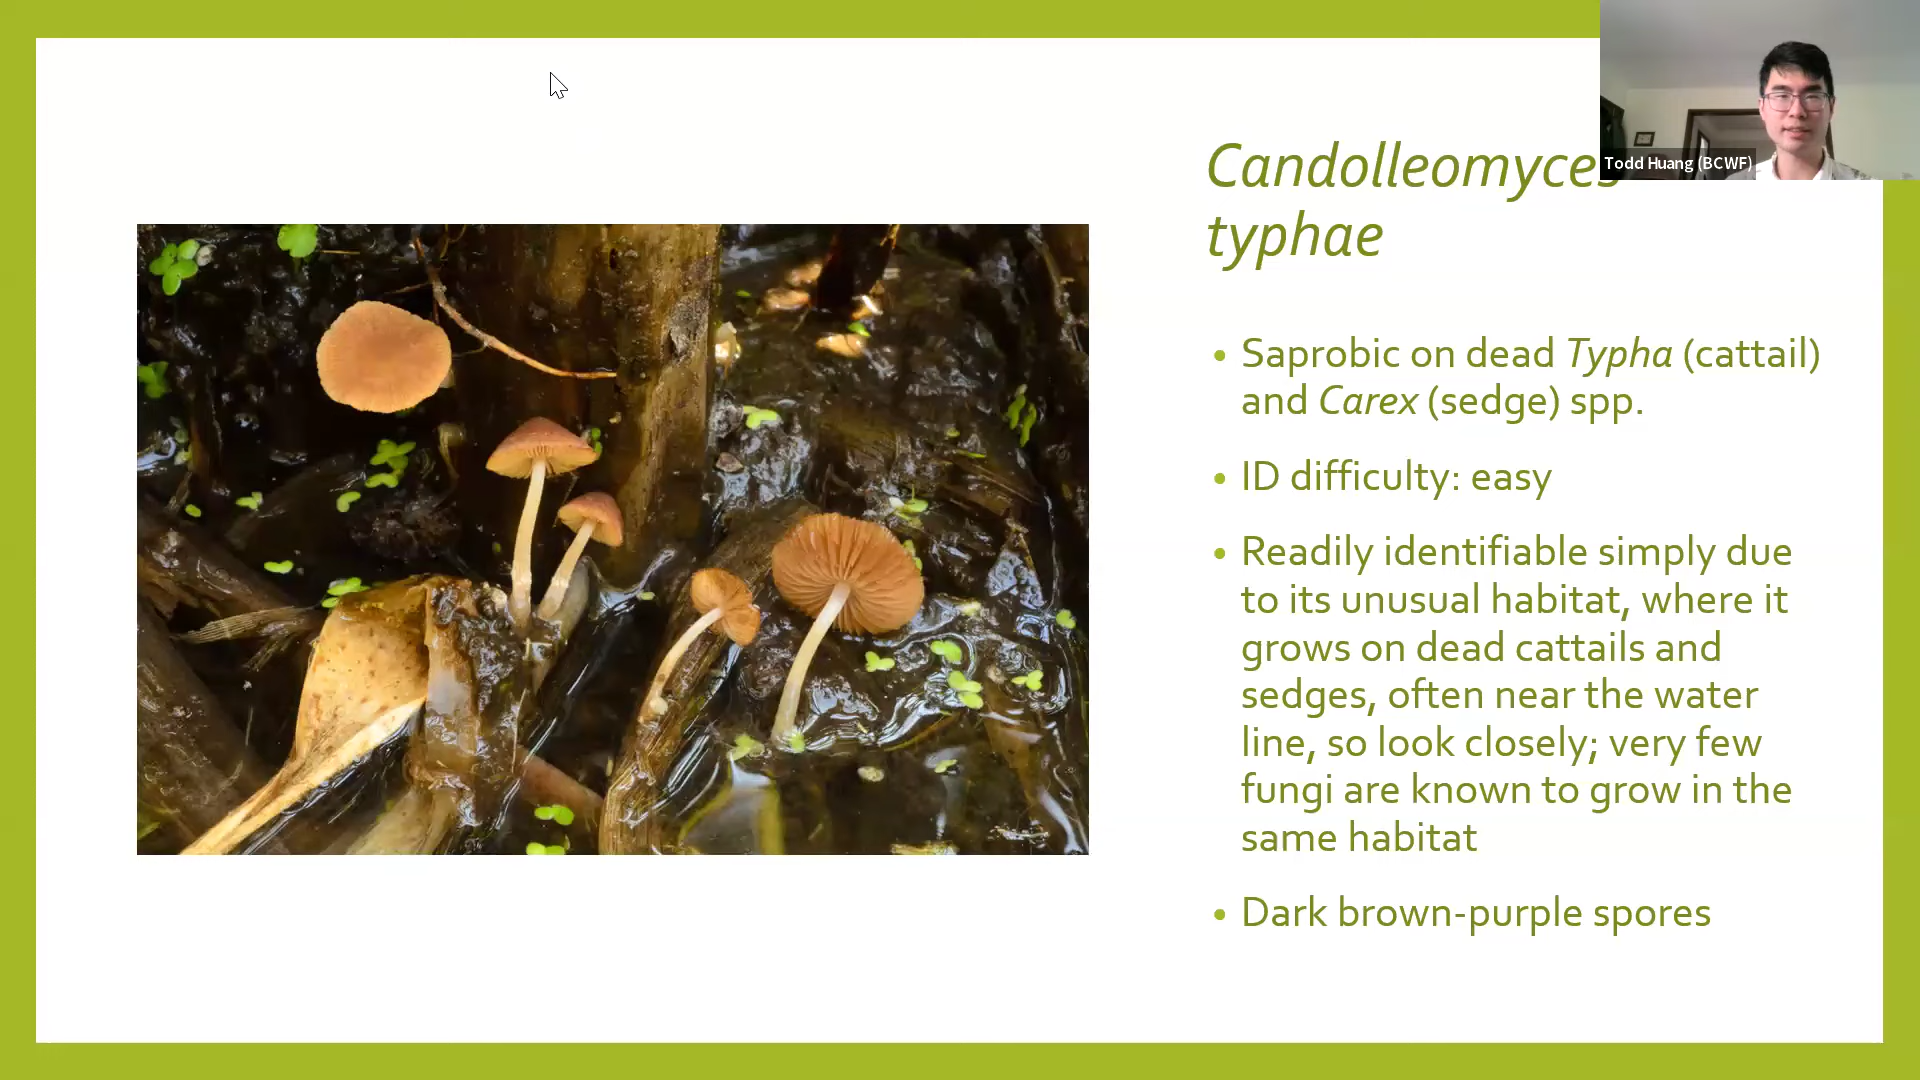 Candolleomyces
typhae
Todd Huang (BCWF)
• Saprobic on dead Typha (cattail)
and Carex (sedge) spp.
• ID difficulty: easy
• Readily identifiable simply due
to its unusual habitat, where it
grows on dead cattails and
sedges, often near the water
line, so look closely; very few
fungi are known to grow in the
same habitat
• Dark brown-purple spores